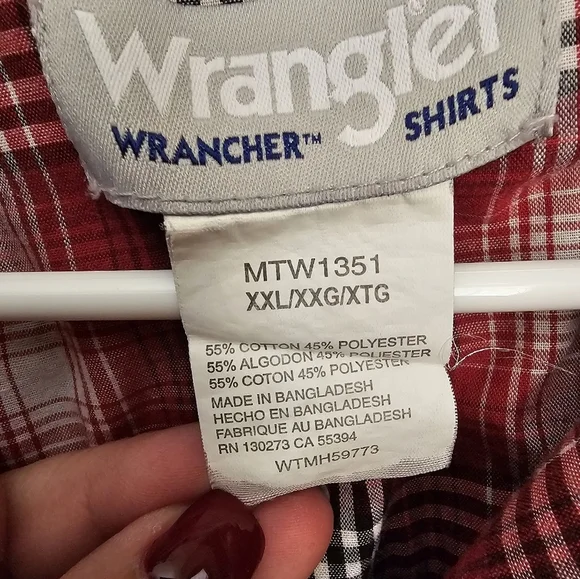 Wrangler
WRANCHER™ SHIRTS
MTW1351
XXL/XXG/XTG
55% COTTON 45% POLYESTER
55% ALGODON 45% POLIESTER
55% COTON 45% POLYESTER
MADE IN BANGLADESH
HECHO EN BANGLADESH
FABRIQUE AU BANGLADESH
RN 130273 CA 55394
WTMH59773